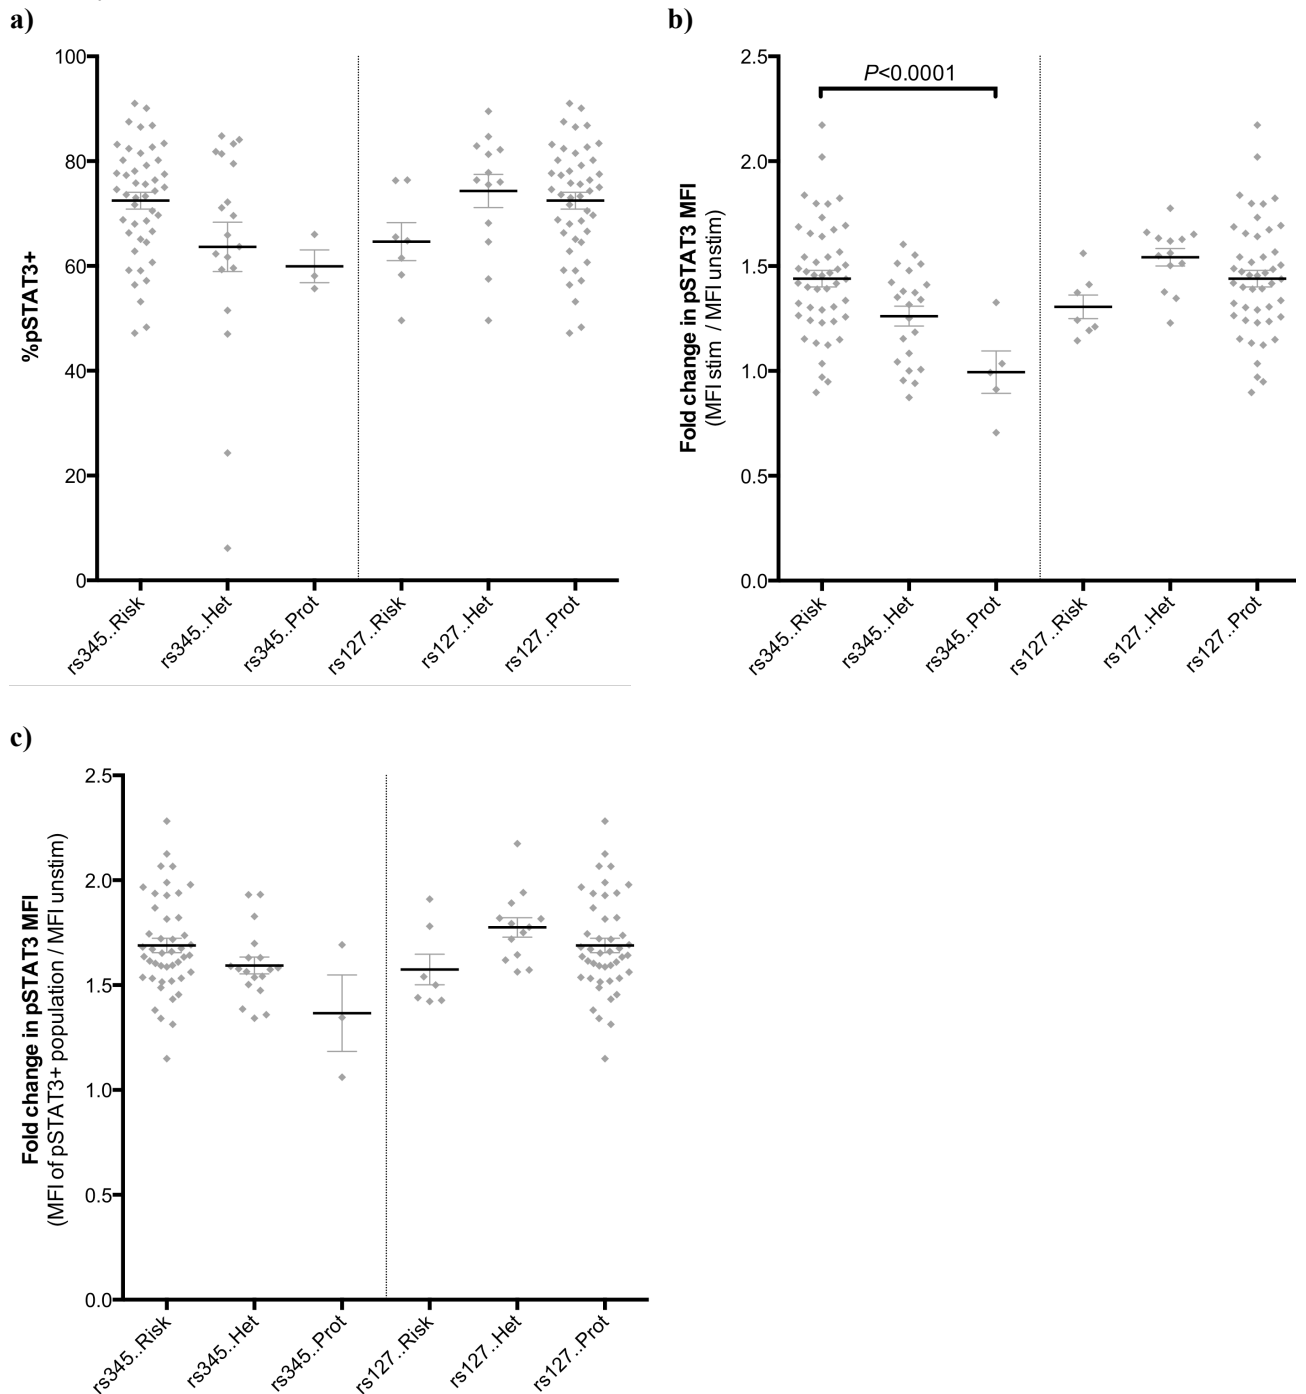 a)
%pSTAT3+
100
80
60
40
20
0
rs345..Risk
rs345..Het
rs345..Prot
rs127..Risk
rs127..Het
rs127..Prot
b)
Fold change in pSTAT3 MFI
(MFI stim / MFI unstim)
2.5
2.0
1.5
1.0
0.5
0.0
P<0.0001
rs345..Risk
rs345..Het
rs345..Prot
rs127..Risk
rs127..Het
rs127..Prot
c)
Fold change in pSTAT3 MFI
(MFI of pSTAT3+ population / MFI unstim)
2.5
2.0
1.5
1.0
0.5
0.0
rs345..Risk
rs345..Het
rs345..Prot
rs127..Risk
rs127..Het
rs127..Prot